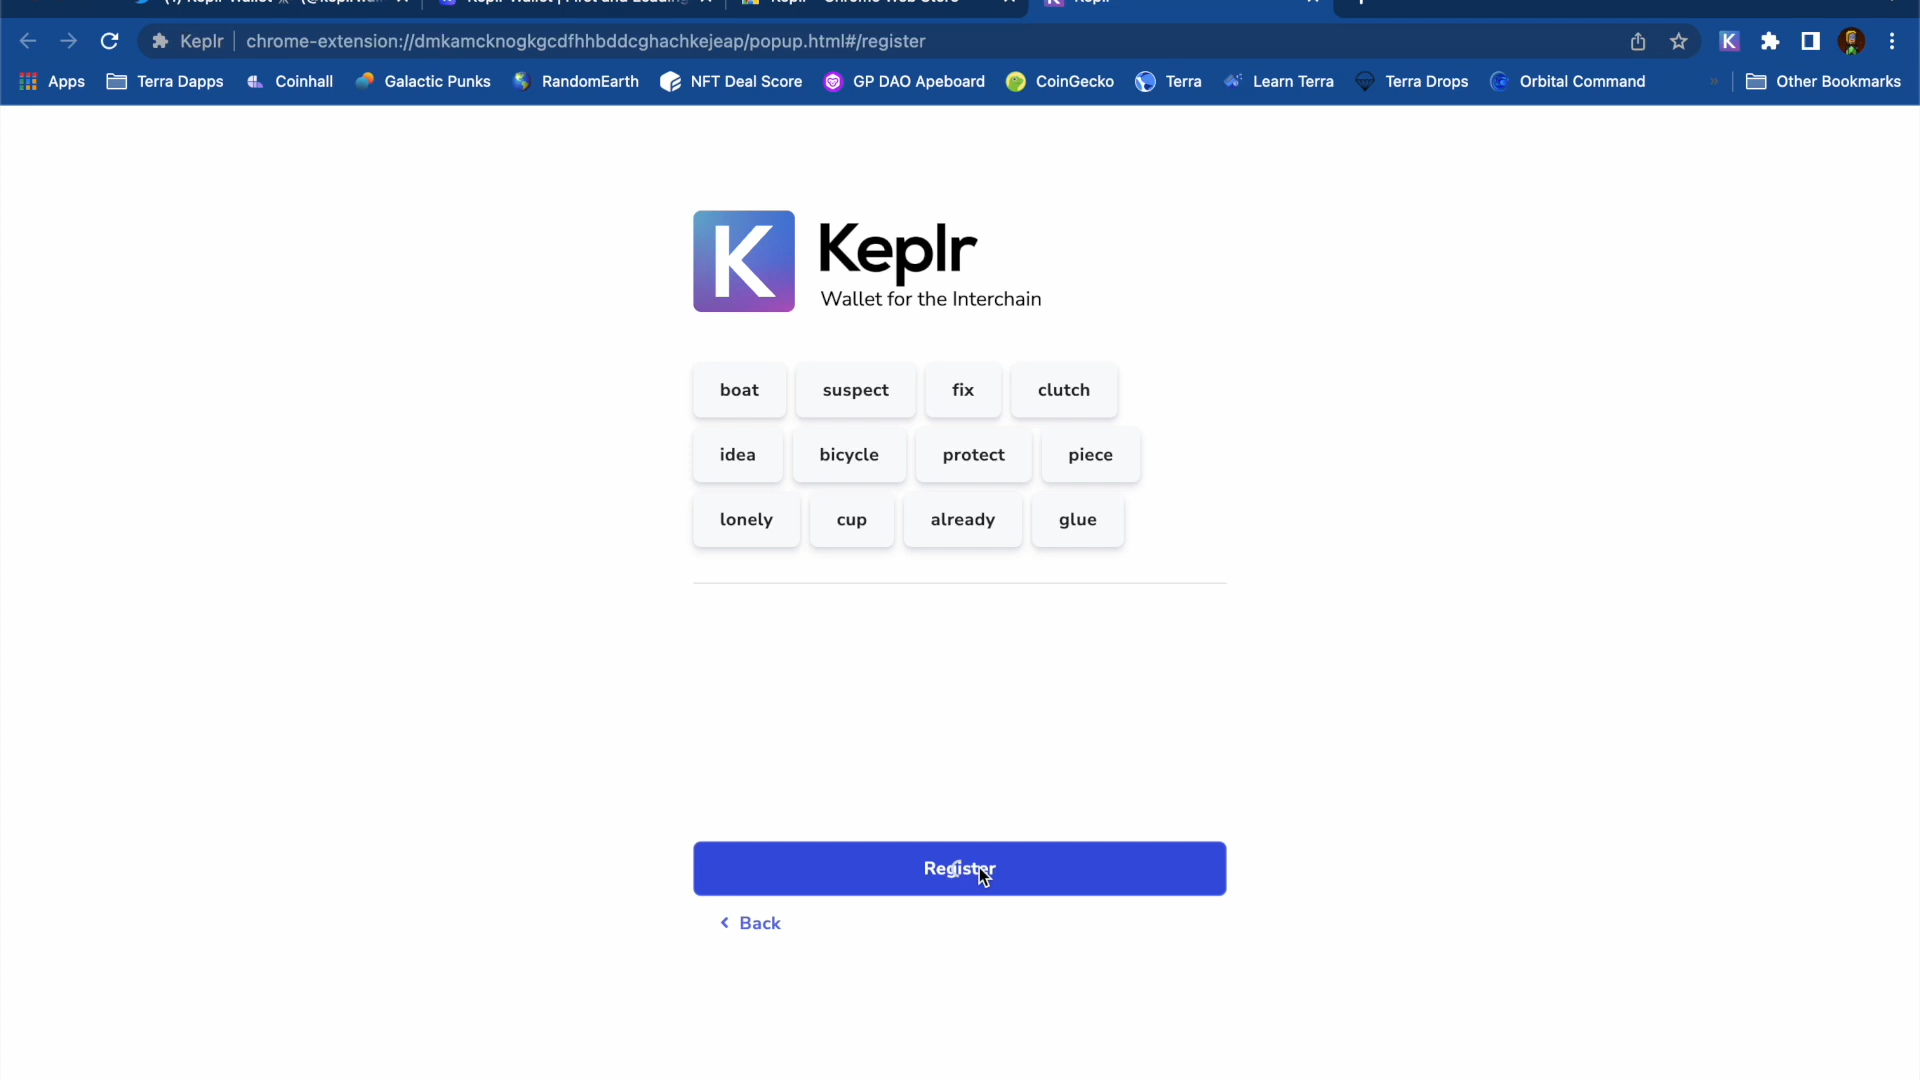 Keplr chrome-extension://dmkamcknogkgcdfhhbddcghachkejeap/popup.html#/register
Apps Terra Dapps Coinhall Galactic Punks RandomEarth NFT Deal Score GP DAO Apeboard CoinGecko Terra Learn Terra Terra Drops Orbital Command » Other Bookmarks
K Keplr
Wallet for the Interchain
boat suspect fix clutch
idea bicycle protect piece
lonely cup already glue
Register
Back